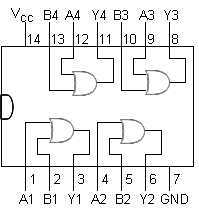 Vcc B4 A4 Y4 B3 A3 Y3
14 13 12 11 10 9 8
1 2 3 4 5 6 7
A1 B1 Y1 A2 B2 Y2 GND